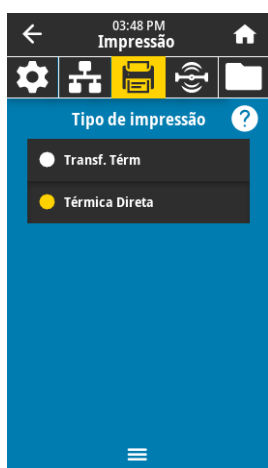 03:48 PM
Impressão
Tipo de impressão ?
Transf. Térm
Térmica Direta